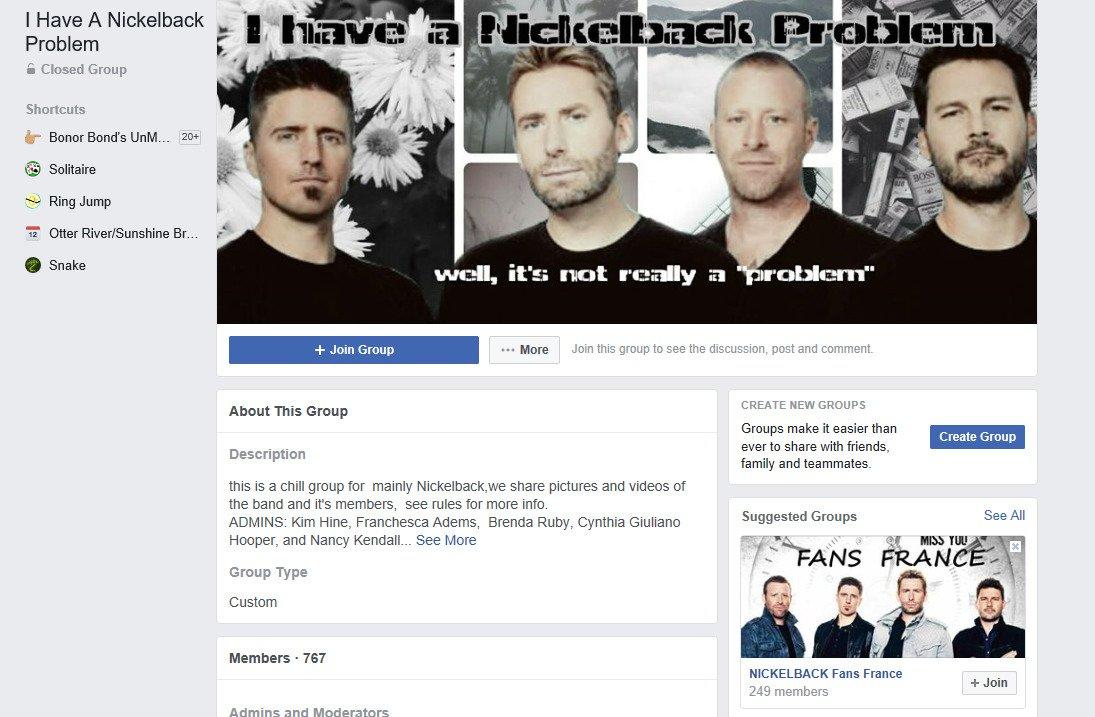 I Have A Nickelback
Problem
Closed Group
Shortcuts
Bonor Bond's UnM...
20+
Solitaire
Ring Jump
12
Otter River/Sunshine Br...
Snake
I have a Nickelback Problem
BOSS
well, it's not really a "problem"
+ Join Group
··· More
Join this group to see the discussion, post and comment.
About This Group
Description
this is a chill group for mainly Nickelback,we share pictures and videos of
the band and it's members, see rules for more info.
ADMINS: Kim Hine, Franchesca Adems, Brenda Ruby, Cynthia Giuliano
Hooper, and Nancy Kendall... See More
Group Type
Custom
Members · 767
Admins and Moderators
CREATE NEW GROUPS
Groups make it easier than
ever to share with friends,
family and teammates.
Create Group
Suggested Groups
See All
MISS YOU
FANS FRANCE
NICKELBACK Fans France
249 members
+ Join